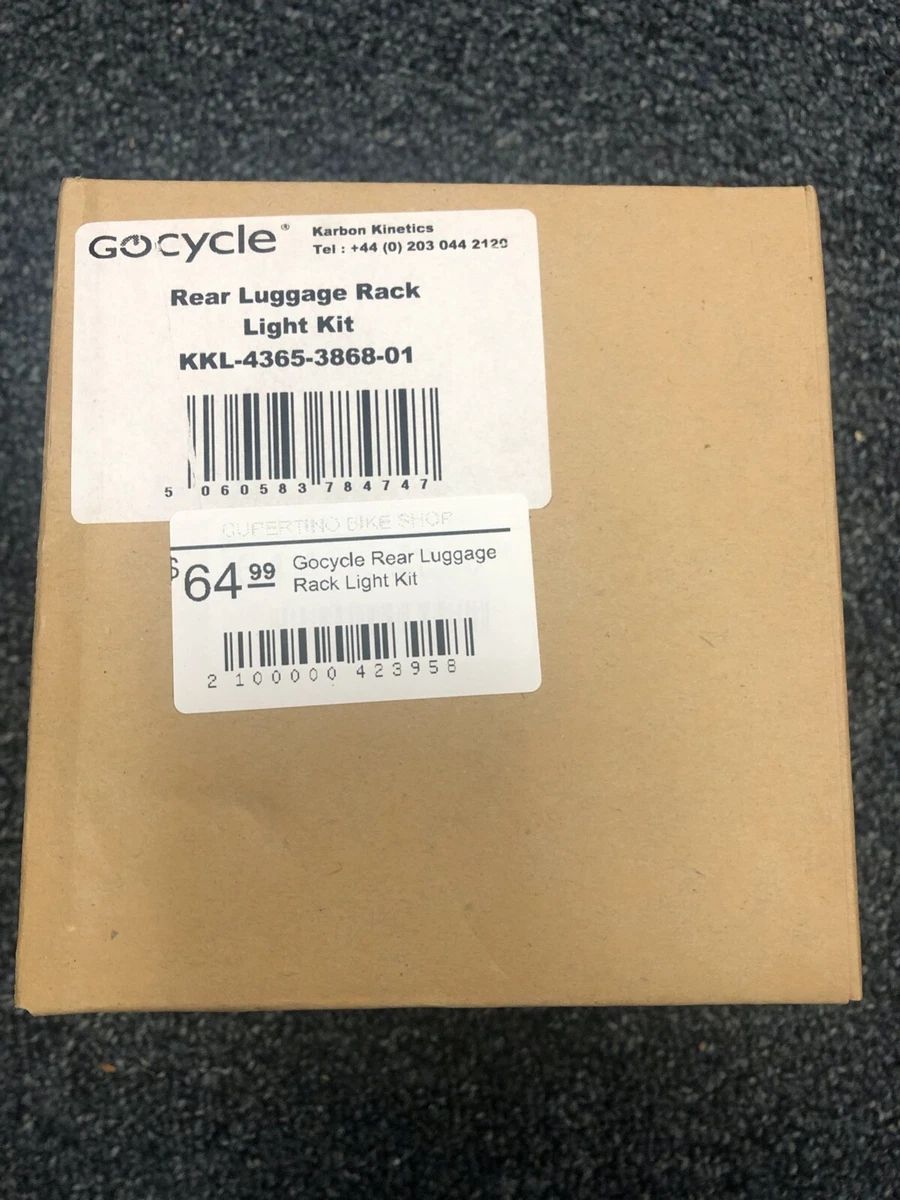 GOCYCLE®
Karbon Kinetics
Tel : +44 (0) 203 044 2120
Rear Luggage Rack
Light Kit
KKL-4365-3868-01
5 060583 784747
CUPERTINO BIKE SHOP
$64.99
Gocycle Rear Luggage
Rack Light Kit
2 100000 423958